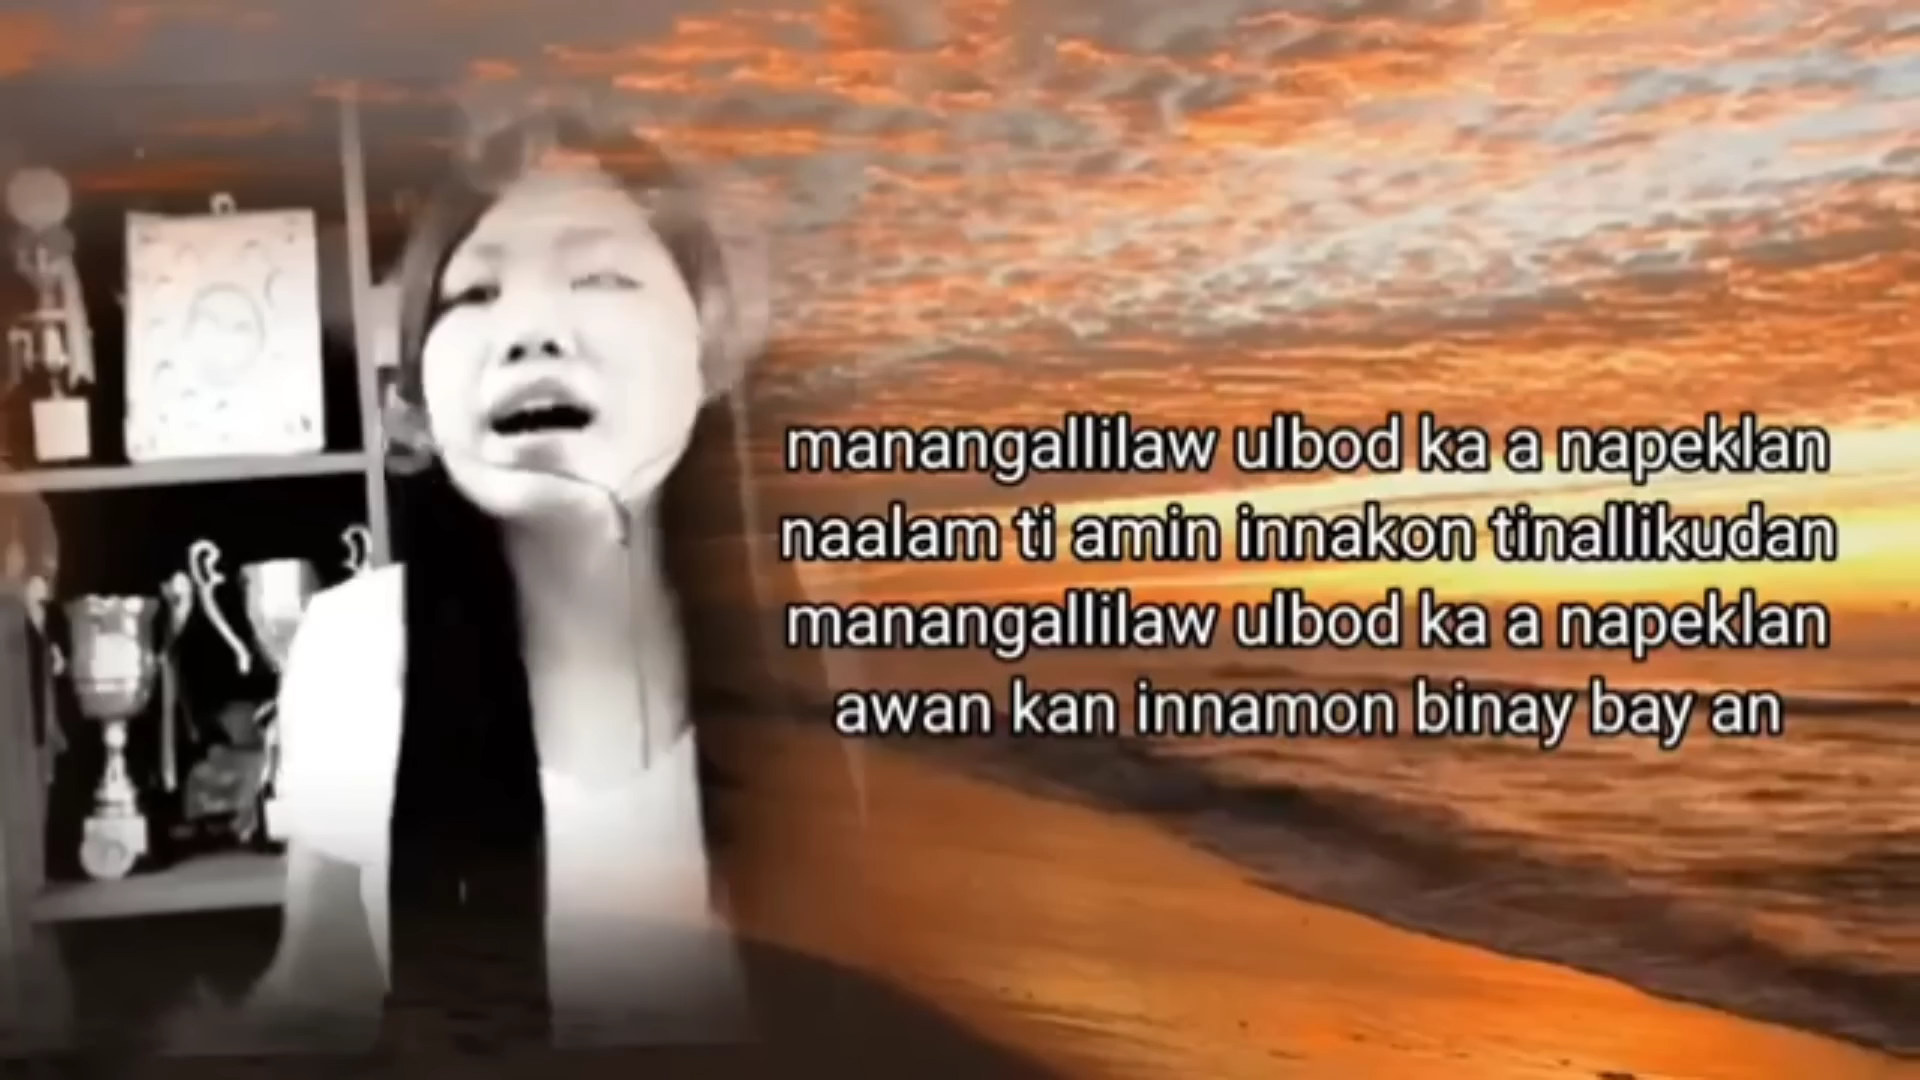 manangallilaw ulbod ka a napeklan
naalam ti amin innakon tinallikudan
manangallilaw ulbod ka a napeklan
awan kan innamon binay bay an